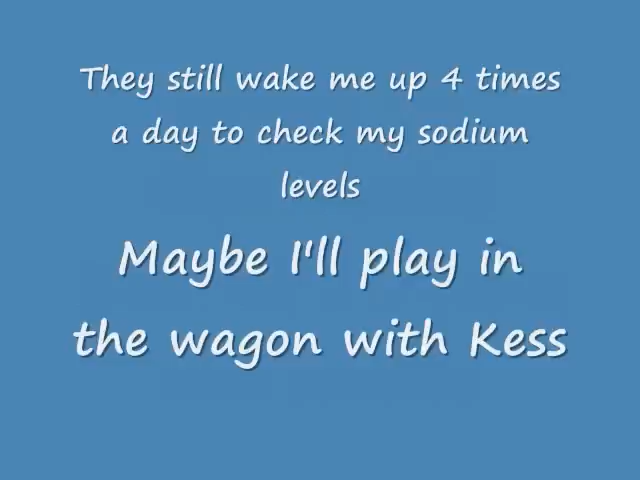 They still wake me up 4 times
a day to check my sodium
levels
Maybe I'll play in
the wagon with Kess